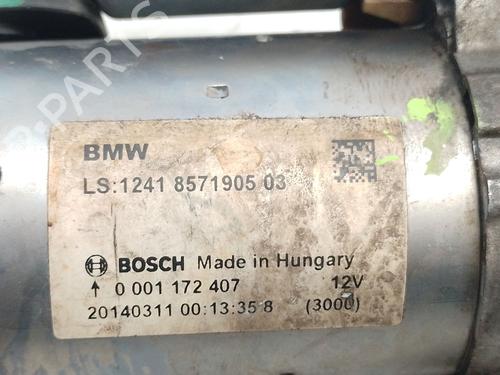 BMW
LS:1241 8571905 03
BOSCH Made in Hungary
↑ 0 001 172 407 12V
20140311 00:13:35 8 (3000)